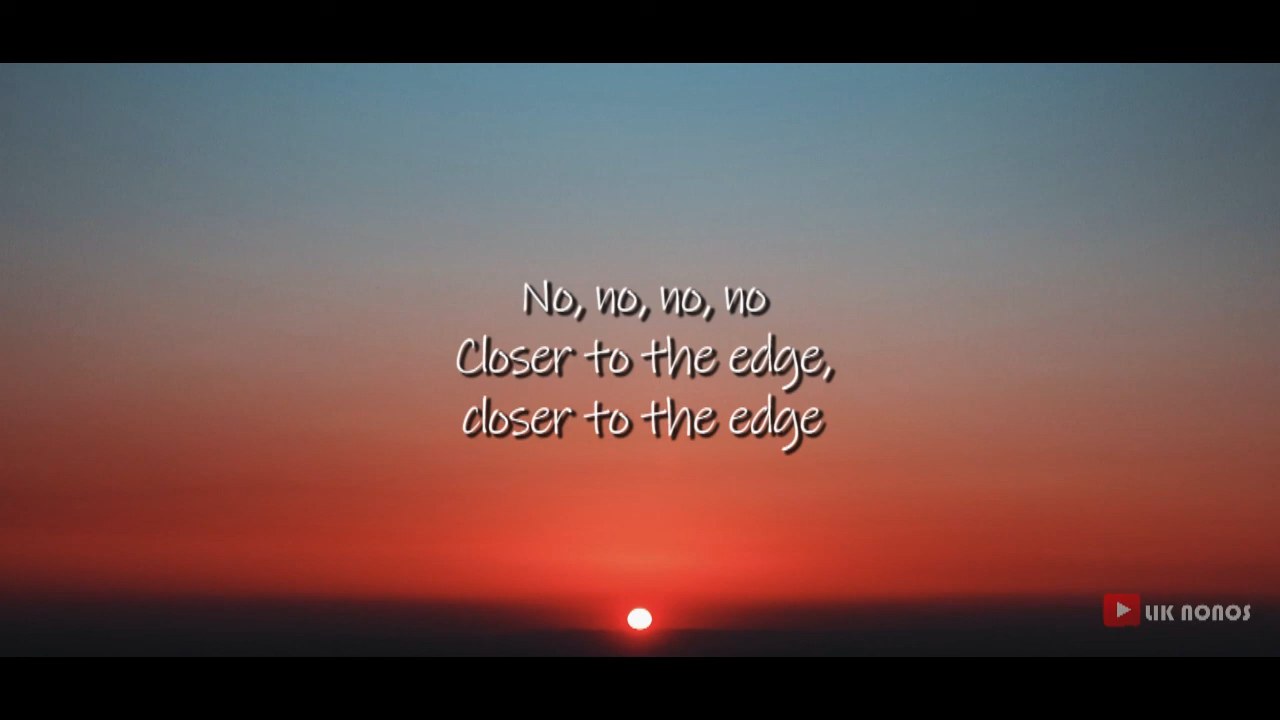 No, no, no, no
Closer to the edge,
closer to the edge
LIK NONOS